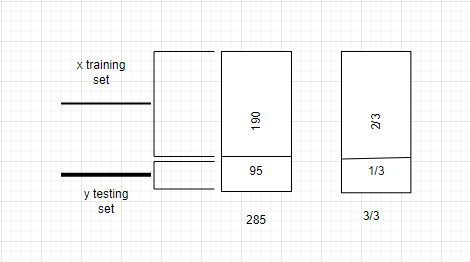 x training
set
190
95
y testing
set
285
2/3
1/3
3/3